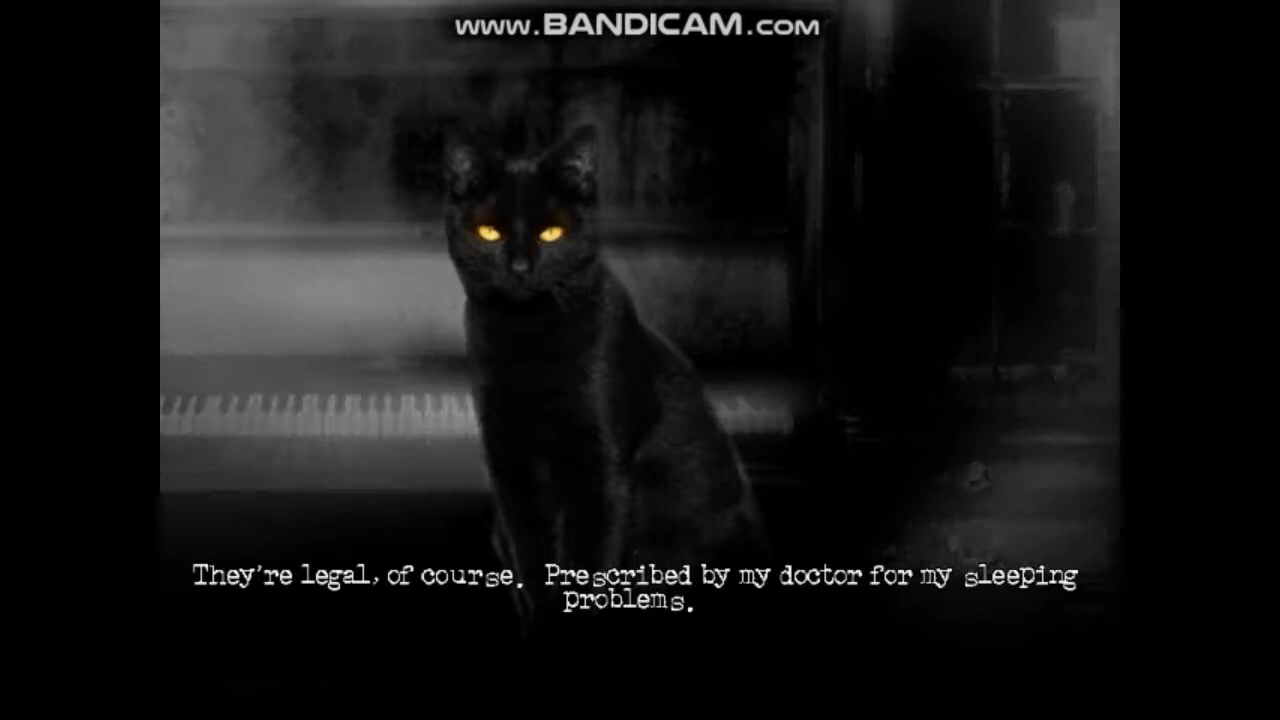 www.BANDICAM.com
They're legal, of course. Prescribed by my doctor for my sleeping
problems.